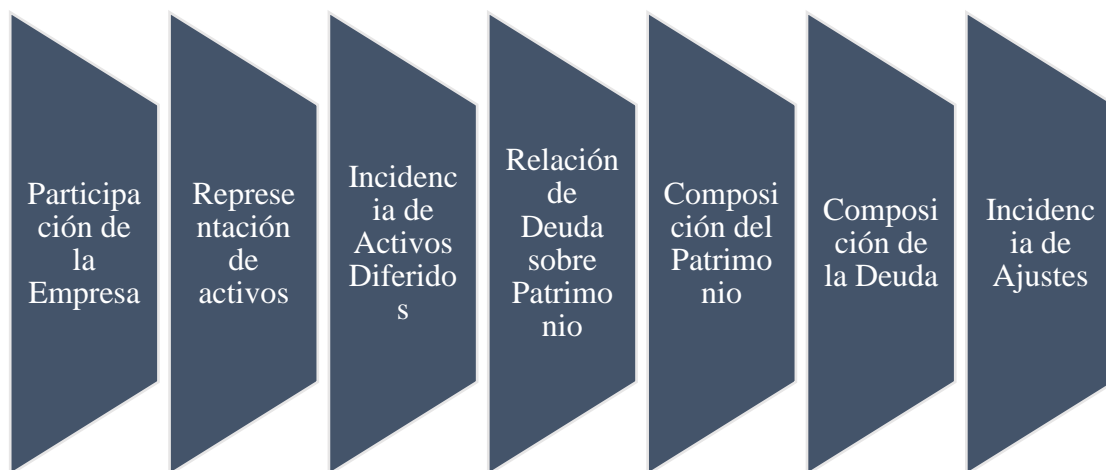 Participa
ción de
la
Empresa
Represe
ntación
de
activos
Incidenc
ia de
Activos
Diferido
s
Relación
de
Deuda
sobre
Patrimo
nio
Composi
ción del
Patrimo
nio
Composi
ción de
la Deuda
Incidenc
ia de
Ajustes